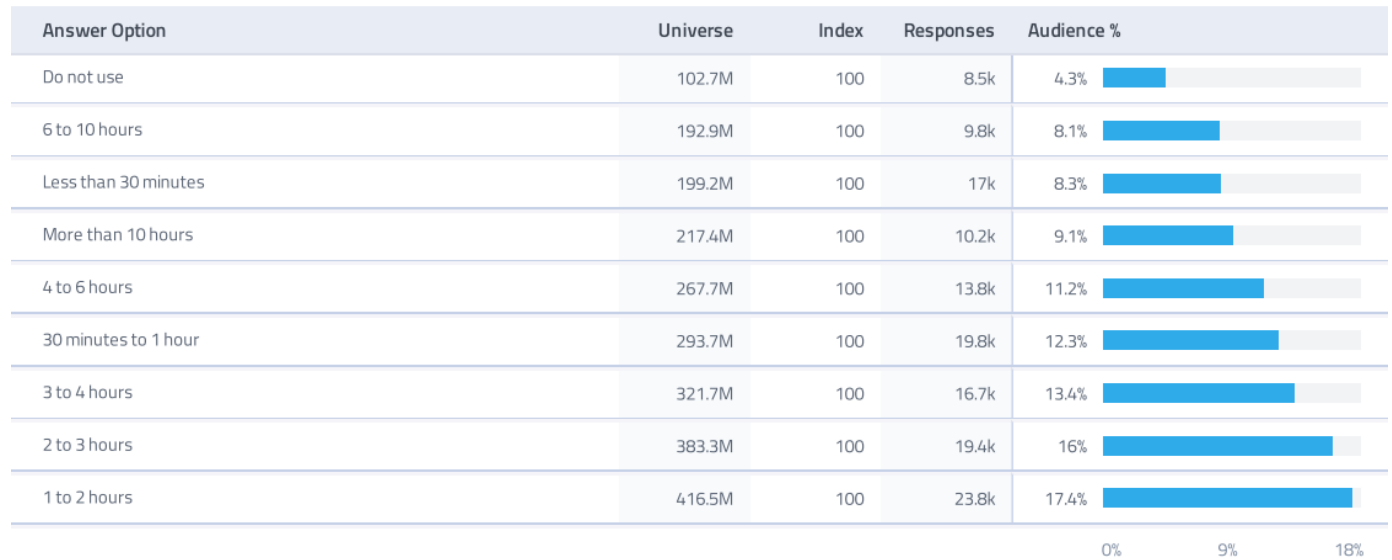 Answer Option Universe Index Responses Audience %
Do not use 102.7M 100 8.5k 4.3%
6 to 10 hours 192.9M 100 9.8k 8.1%
Less than 30 minutes 199.2M 100 17k 8.3%
More than 10 hours 217.4M 100 10.2k 9.1%
4 to 6 hours 267.7M 100 13.8k 11.2%
30 minutes to 1 hour 293.7M 100 19.8k 12.3%
3 to 4 hours 321.7M 100 16.7k 13.4%
2 to 3 hours 383.3M 100 19.4k 16%
1 to 2 hours 416.5M 100 23.8k 17.4%
0% 9% 18%